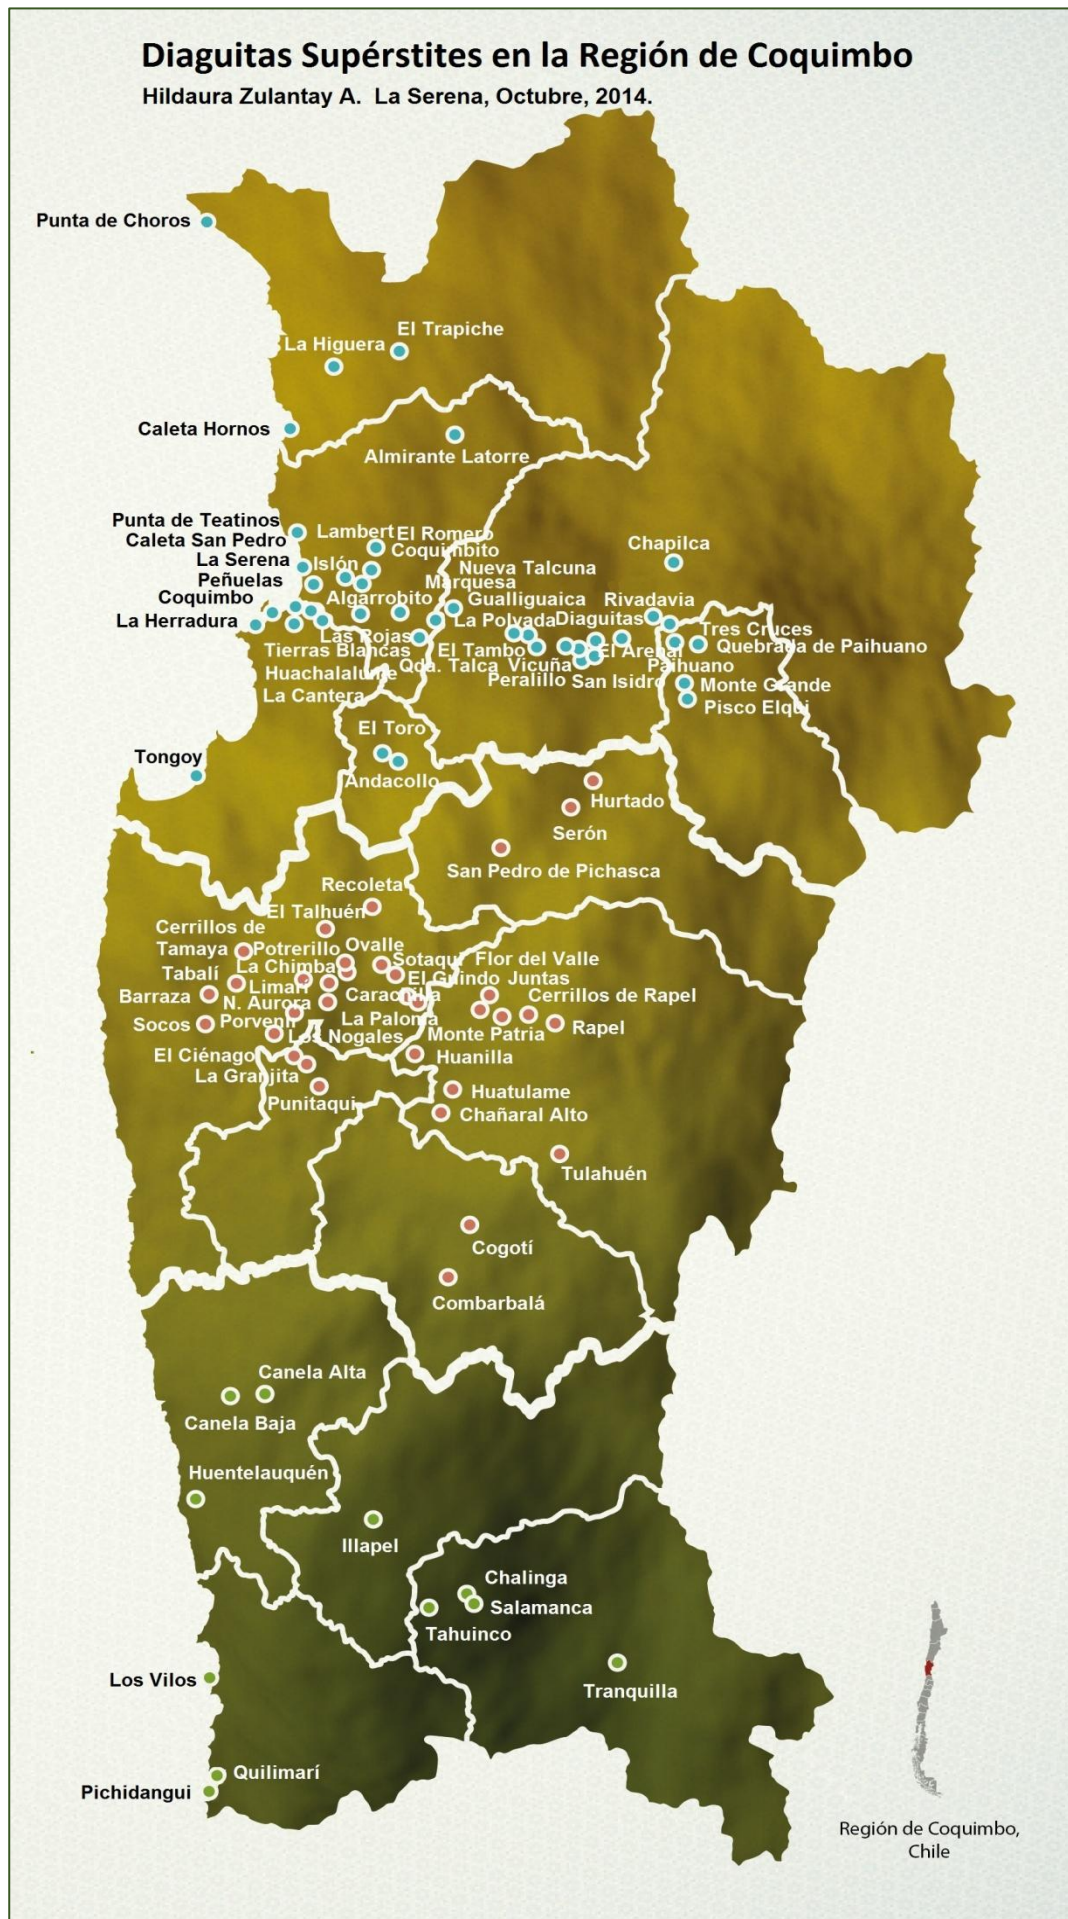 Diaguitas Supérstites en la Región de Coquimbo
Hildaura Zulantay A. La Serena, Octubre, 2014.
Punta de Choros
El Trapiche
La Higuera
Caleta Hornos
Almirante Latorre
Punta de Teatinos
Lambert
El Romero
Caleta San Pedro
Coquimbito
Chapilca
La Serena
Islón
Nueva Talcuna
Peñuelas
Marquesa
Coquimbo
Algarrobito
Gualliguaica
Rivadavia
La Herradura
La Polvada
Diaguitas
Las Rojas
Tres Cruces
Tierras Blancas
El Tambo
El Arenal
Quebrada de Paihuano
Huachalalume
Qda. Talca
Vicuña
Paihuano
La Cantera
Peralillo
San Isidro
Monte Grande
Pisco Elqui
El Toro
Tongoy
Andacollo
Hurtado
Serón
San Pedro de Pichasca
Recoleta
El Talhuén
Cerrillos de
Tamaya
Potrerillo
Ovalle
Sotaquí
Flor del Valle
Tabalí
La Chimba
El Guindo
Juntas
Barraza
Limarí
Carachilla
Cerrillos de Rapel
N. Aurora
Socos
Porvenir
La Paloma
Los Nogales
Monte Patria
Rapel
El Ciénago
Huanilla
La Granjita
Punitaqui
Huatulame
Chañaral Alto
Tulahuén
Cogotí
Combarbalá
Canela Alta
Canela Baja
Huentelauquén
Illapel
Chalinga
Salamanca
Tahuinco
Los Vilos
Tranquilla
Quilimarí
Pichidangui
Región de Coquimbo,
Chile